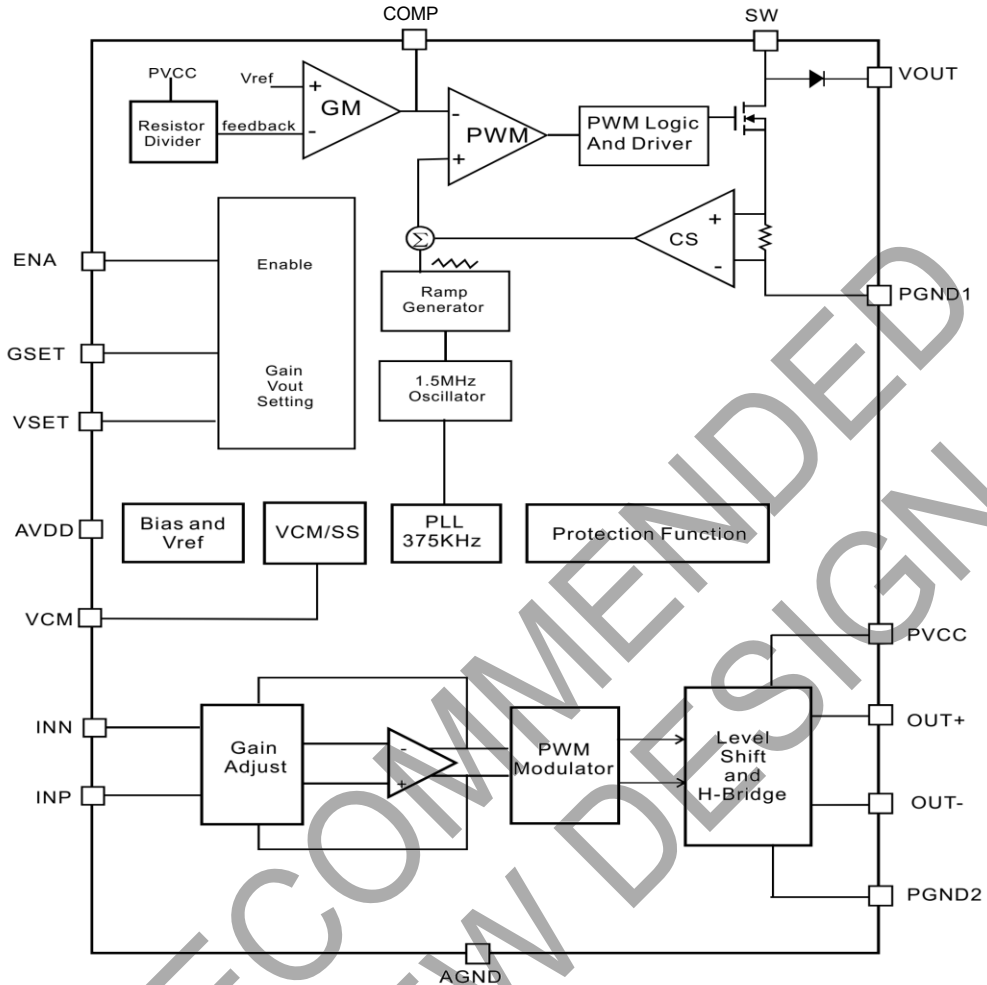 COMP
SW
PVCC
Vref
+
GM
-
VOUT
Resistor
Divider
feedback
-
PWM
+
PWM Logic
And Driver
ENA
Enable
Σ
+
CS
-
Ramp
Generator
PGND1
GSET
Gain
Vout
Setting
1.5MHz
Oscillator
VSET
AVDD
Bias and
Vref
VCM/SS
PLL
375KHz
Protection Function
VCM
PVCC
INN
Gain
Adjust
-
+
PWM
Modulator
Level
Shift
and
H-Bridge
OUT+
INP
OUT-
PGND2
AGND
RECOMMENDED
NEW DESIGN